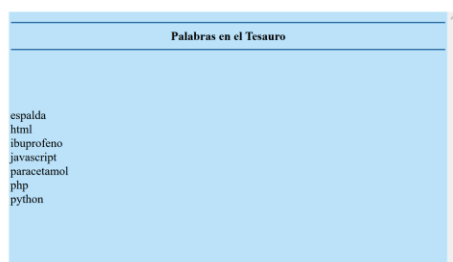 Palabras en el Tesauro
espalda
html
ibuprofeno
javascript
paracetamol
php
python